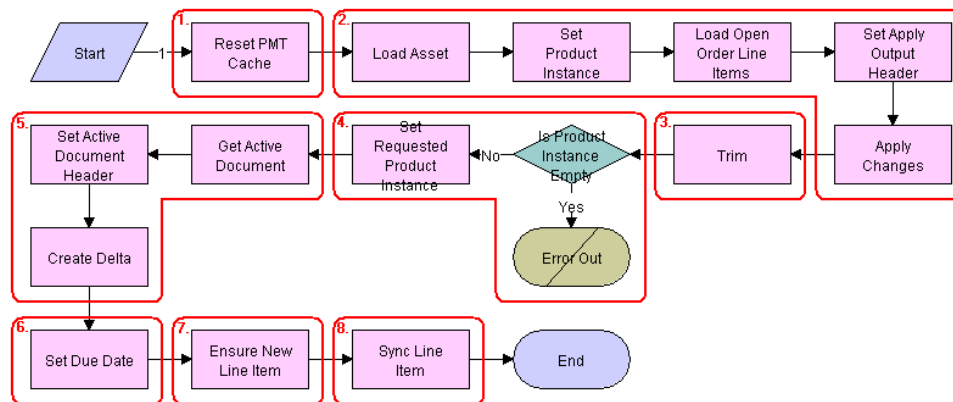 1.
2.
Start
1
Reset PMT
Cache
Load Asset
Set
Product
Instance
Load Open
Order Line
Items
Set Apply
Output
Header
5.
4.
3.
Set Active
Document
Header
Get Active
Document
Set
Requested
Product
Instance
No
Is Product
Instance
Empty
Yes
Trim
Apply
Changes
Create Delta
Error Out
6.
7.
8.
Set Due Date
Ensure New
Line Item
Sync Line
Item
End